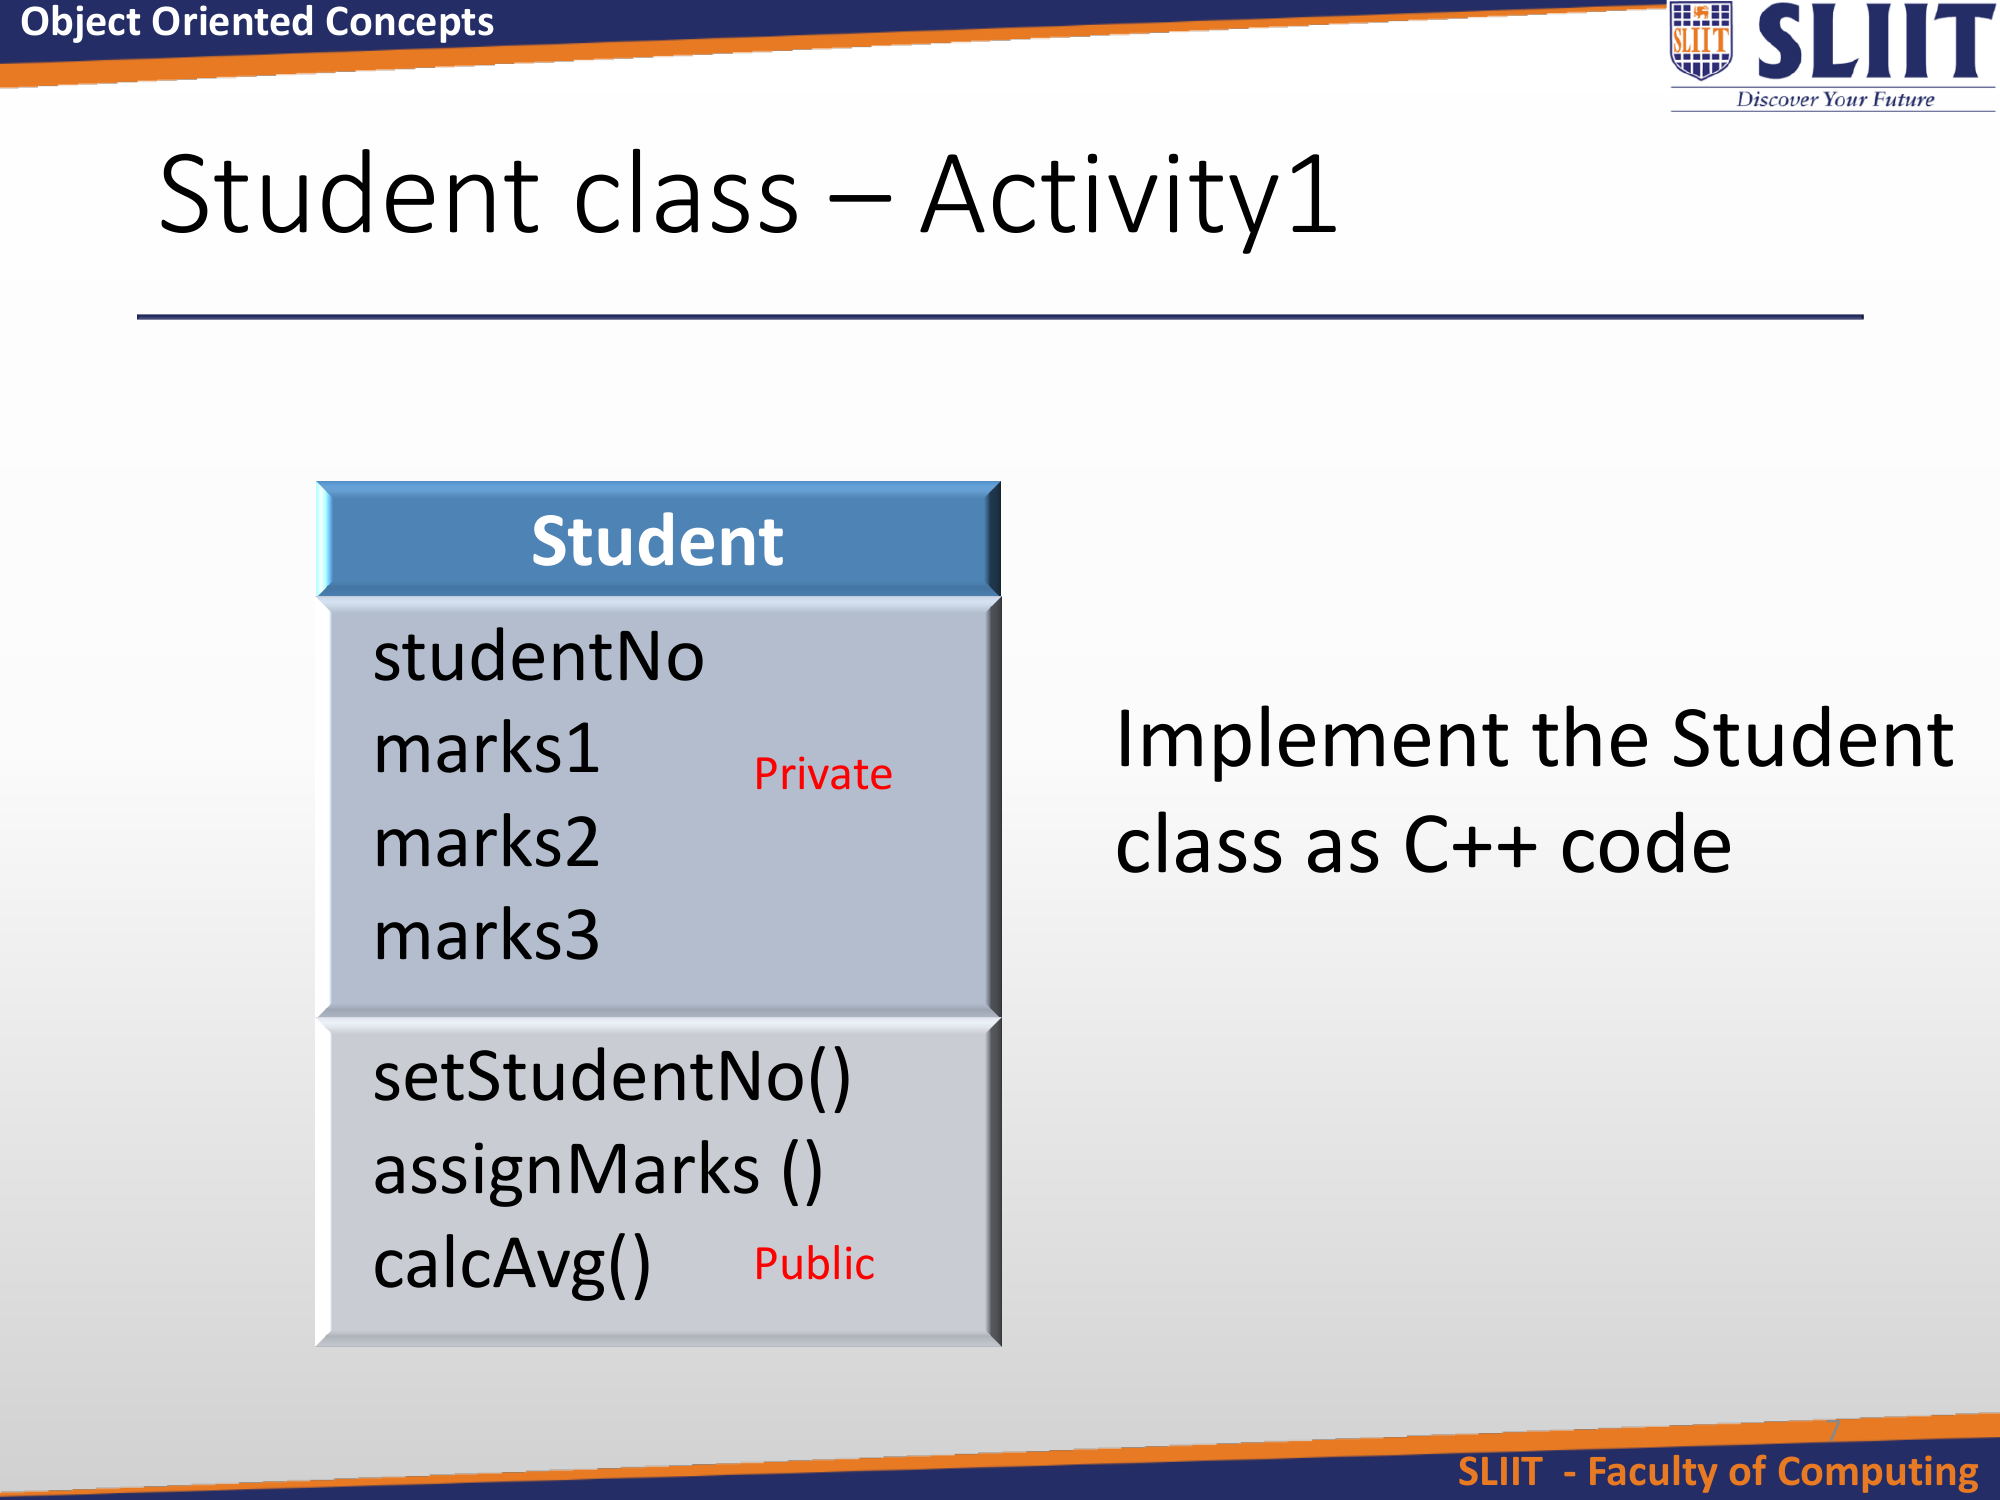 Object Oriented Concepts
SLIIT
SLIIT
Discover Your Future
Student class – Activity1
Student
studentNo
marks1
Private
marks2
marks3
Implement the Student
class as C++ code
setStudentNo()
assignMarks ()
calcAvg()
Public
7
SLIIT - Faculty of Computing